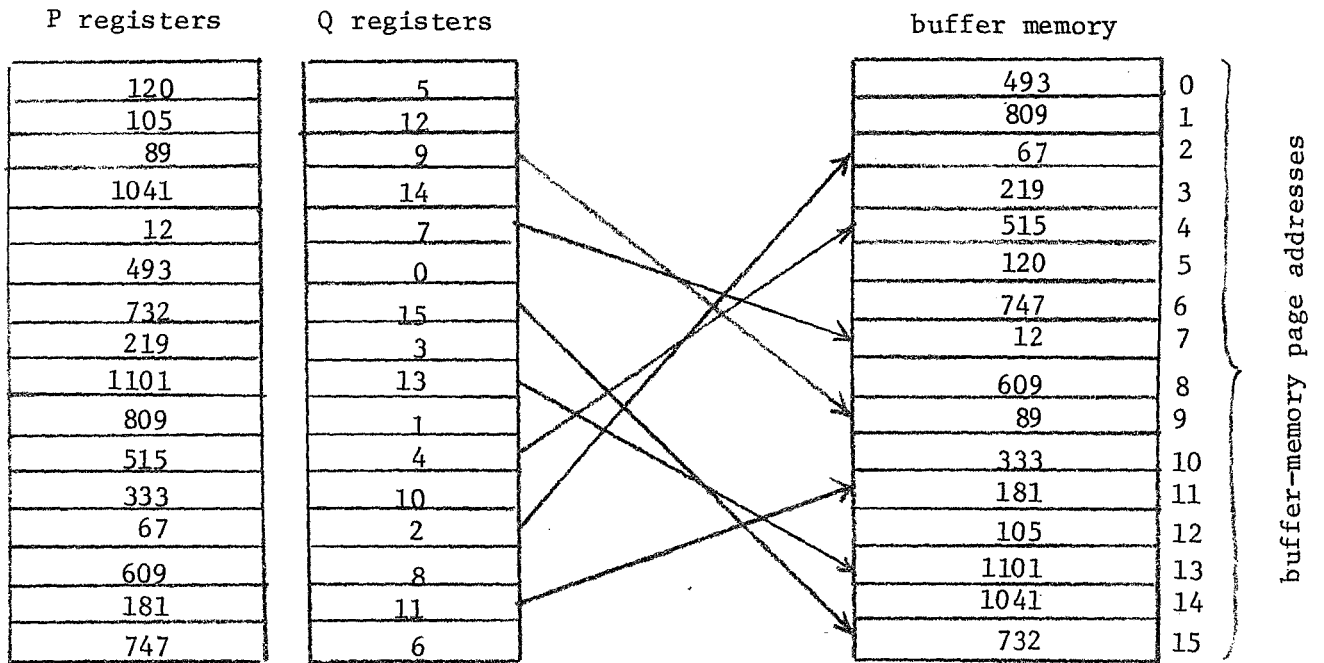 P registers Q registers buffer memory
120 5 493 0
105 12 809 1
89 9 67 2
1041 14 219 3
12 7 515 4
493 0 120 5
732 15 747 6
219 3 12 7
1101 13 609 8
809 1 89 9
515 4 333 10
333 10 181 11
67 2 105 12
609 8 1101 13
181 11 1041 14
747 6 732 15
buffer-memory page addresses